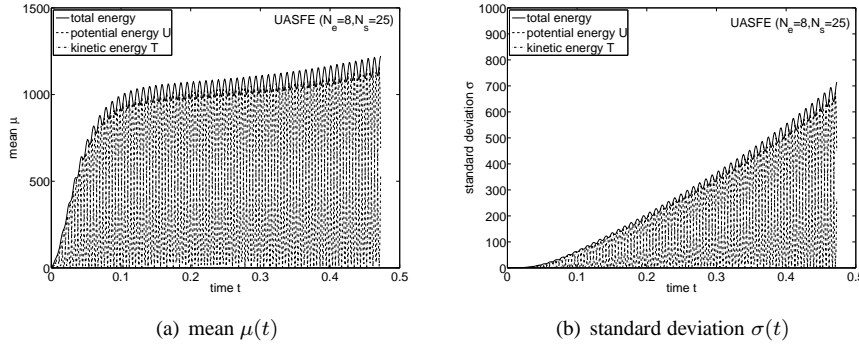 1500
1000
500
0
0
0.1
0.2
0.3
0.4
0.5
time t
mean μ
total energy
potential energy U
kinetic energy T
UASFE (N_e=8,N_s=25)
(a) mean μ(t)
1000
900
800
700
600
500
400
300
200
100
0
0
0.1
0.2
0.3
0.4
0.5
time t
standard deviation σ
total energy
potential energy U
kinetic energy T
UASFE (N_e=8,N_s=25)
(b) standard deviation σ(t)